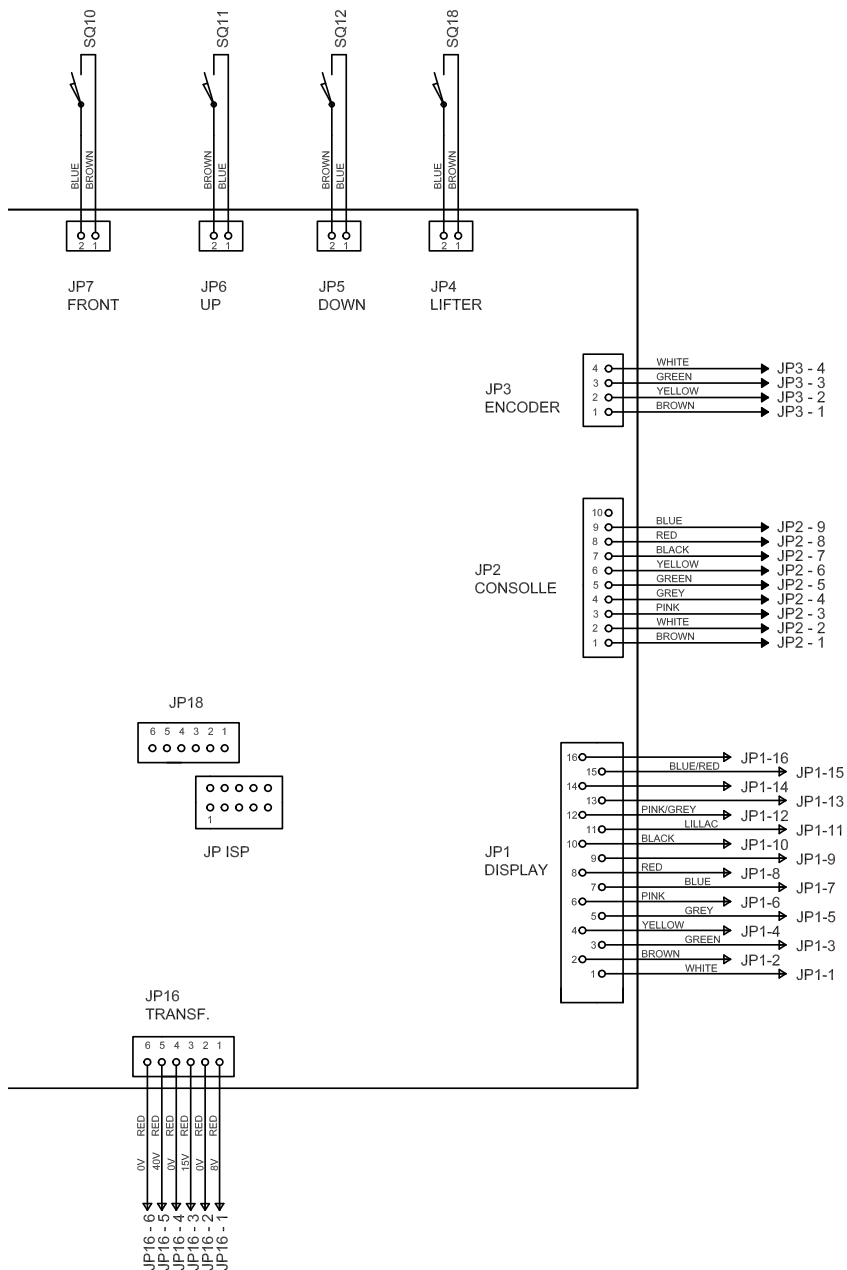 SQ10
SQ11
SQ12
SQ18
BLUE
BROWN
BROWN
BLUE
BROWN
BLUE
BLUE
BROWN
2 1
2 1
2 1
2 1
JP7
FRONT
JP6
UP
JP5
DOWN
JP4
LIFTER
JP3
ENCODER
4 WHITE JP3 - 4
3 GREEN JP3 - 3
2 YELLOW JP3 - 2
1 BROWN JP3 - 1
JP2
CONSOLLE
10
9 BLUE JP2 - 9
8 RED JP2 - 8
7 BLACK JP2 - 7
6 YELLOW JP2 - 6
5 GREEN JP2 - 5
4 GREY JP2 - 4
3 PINK JP2 - 3
2 WHITE JP2 - 2
1 BROWN JP2 - 1
JP18
6 5 4 3 2 1
1
JP ISP
JP1
DISPLAY
16 JP1-16
15 BLUE/RED JP1-15
14 JP1-14
13 JP1-13
12 PINK/GREY JP1-12
11 LILLAC JP1-11
10 BLACK JP1-10
9 JP1-9
8 RED JP1-8
7 BLUE JP1-7
6 PINK JP1-6
5 GREY JP1-5
4 YELLOW JP1-4
3 GREEN JP1-3
2 BROWN JP1-2
1 WHITE JP1-1
JP16
TRANSF.
6 5 4 3 2 1
RED RED RED RED RED RED
0V 40V 0V 15V 0V 8V
JP16 - 6
JP16 - 5
JP16 - 4
JP16 - 3
JP16 - 2
JP16 - 1